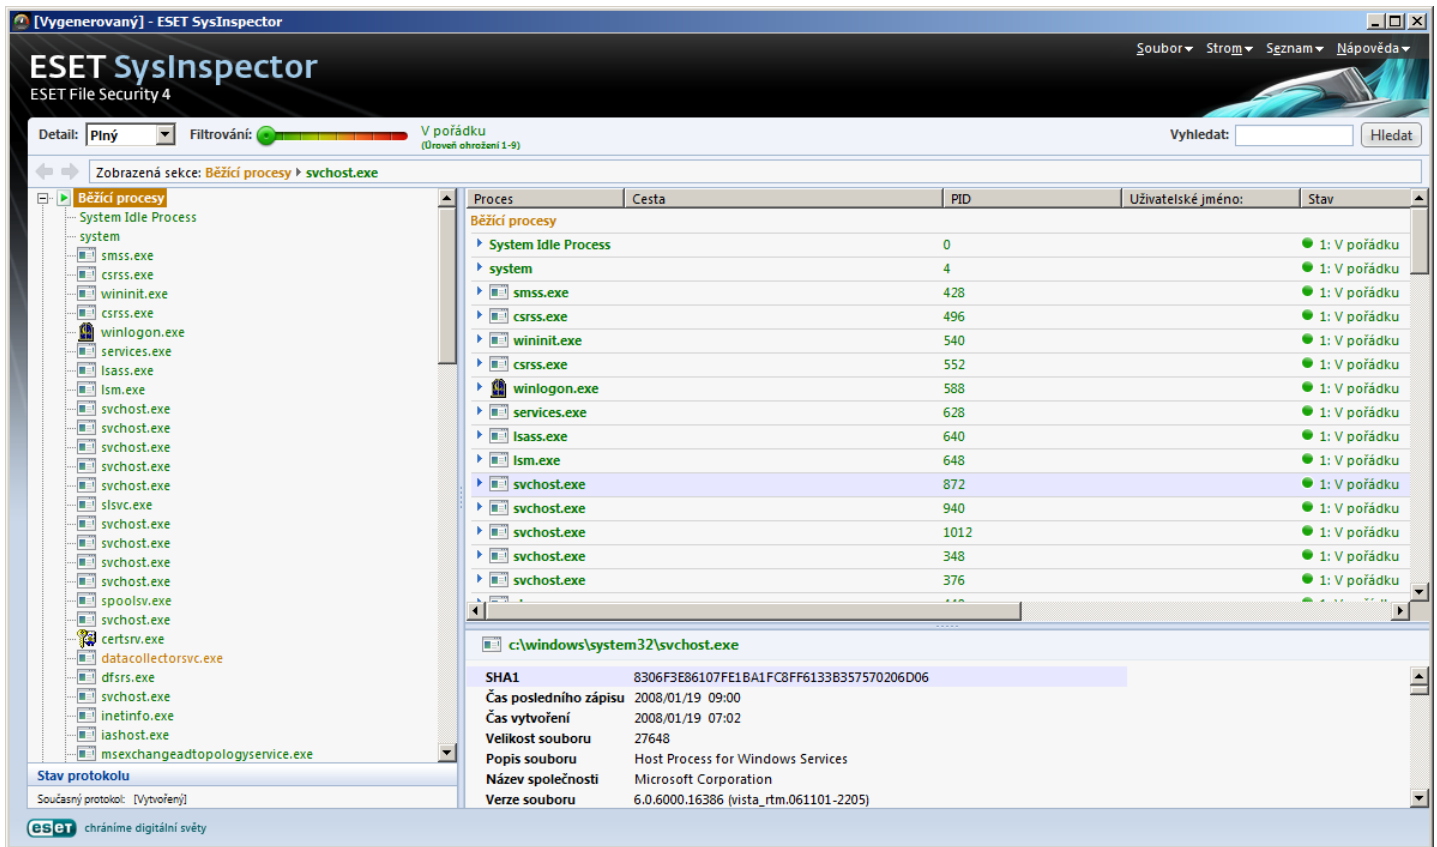 [Vygenerovaný] - ESET SysInspector
ESET SysInspector
ESET File Security 4
Soubor Strom Seznam Nápověda
Detail: Plný Filtrování: V pořádku
(Úroveň ohrožení 1-9)
Vyhledat: Hledat
Zobrazená sekce: Běžící procesy svchost.exe
Běžící procesy
System Idle Process
system
smss.exe
csrss.exe
wininit.exe
csrss.exe
winlogon.exe
services.exe
lsass.exe
lsm.exe
svchost.exe
svchost.exe
svchost.exe
svchost.exe
svchost.exe
slsvc.exe
svchost.exe
svchost.exe
svchost.exe
svchost.exe
spoolsv.exe
svchost.exe
certsrv.exe
datacollectorsvc.exe
dfsrs.exe
svchost.exe
inetinfo.exe
iashost.exe
msexchangeadtopologyservice.exe
Stav protokolu
Současný protokol: [Vytvořený]
Proces Cesta PID Uživatelské jméno: Stav
Běžící procesy
System Idle Process 0 1: V pořádku
system 4 1: V pořádku
smss.exe 428 1: V pořádku
csrss.exe 496 1: V pořádku
wininit.exe 540 1: V pořádku
csrss.exe 552 1: V pořádku
winlogon.exe 588 1: V pořádku
services.exe 628 1: V pořádku
lsass.exe 640 1: V pořádku
lsm.exe 648 1: V pořádku
svchost.exe 872 1: V pořádku
svchost.exe 940 1: V pořádku
svchost.exe 1012 1: V pořádku
svchost.exe 348 1: V pořádku
svchost.exe 376 1: V pořádku
c:\windows\system32\svchost.exe
SHA1 8306F3E86107FE1BA1FC8FF6133B357570206D06
Čas posledního zápisu 2008/01/19 09:00
Čas vytvoření 2008/01/19 07:02
Velikost souboru 27648
Popis souboru Host Process for Windows Services
Název společnosti Microsoft Corporation
Verze souboru 6.0.6000.16386 (vista_rtm.061101-2205)
eset chráníme digitální světy